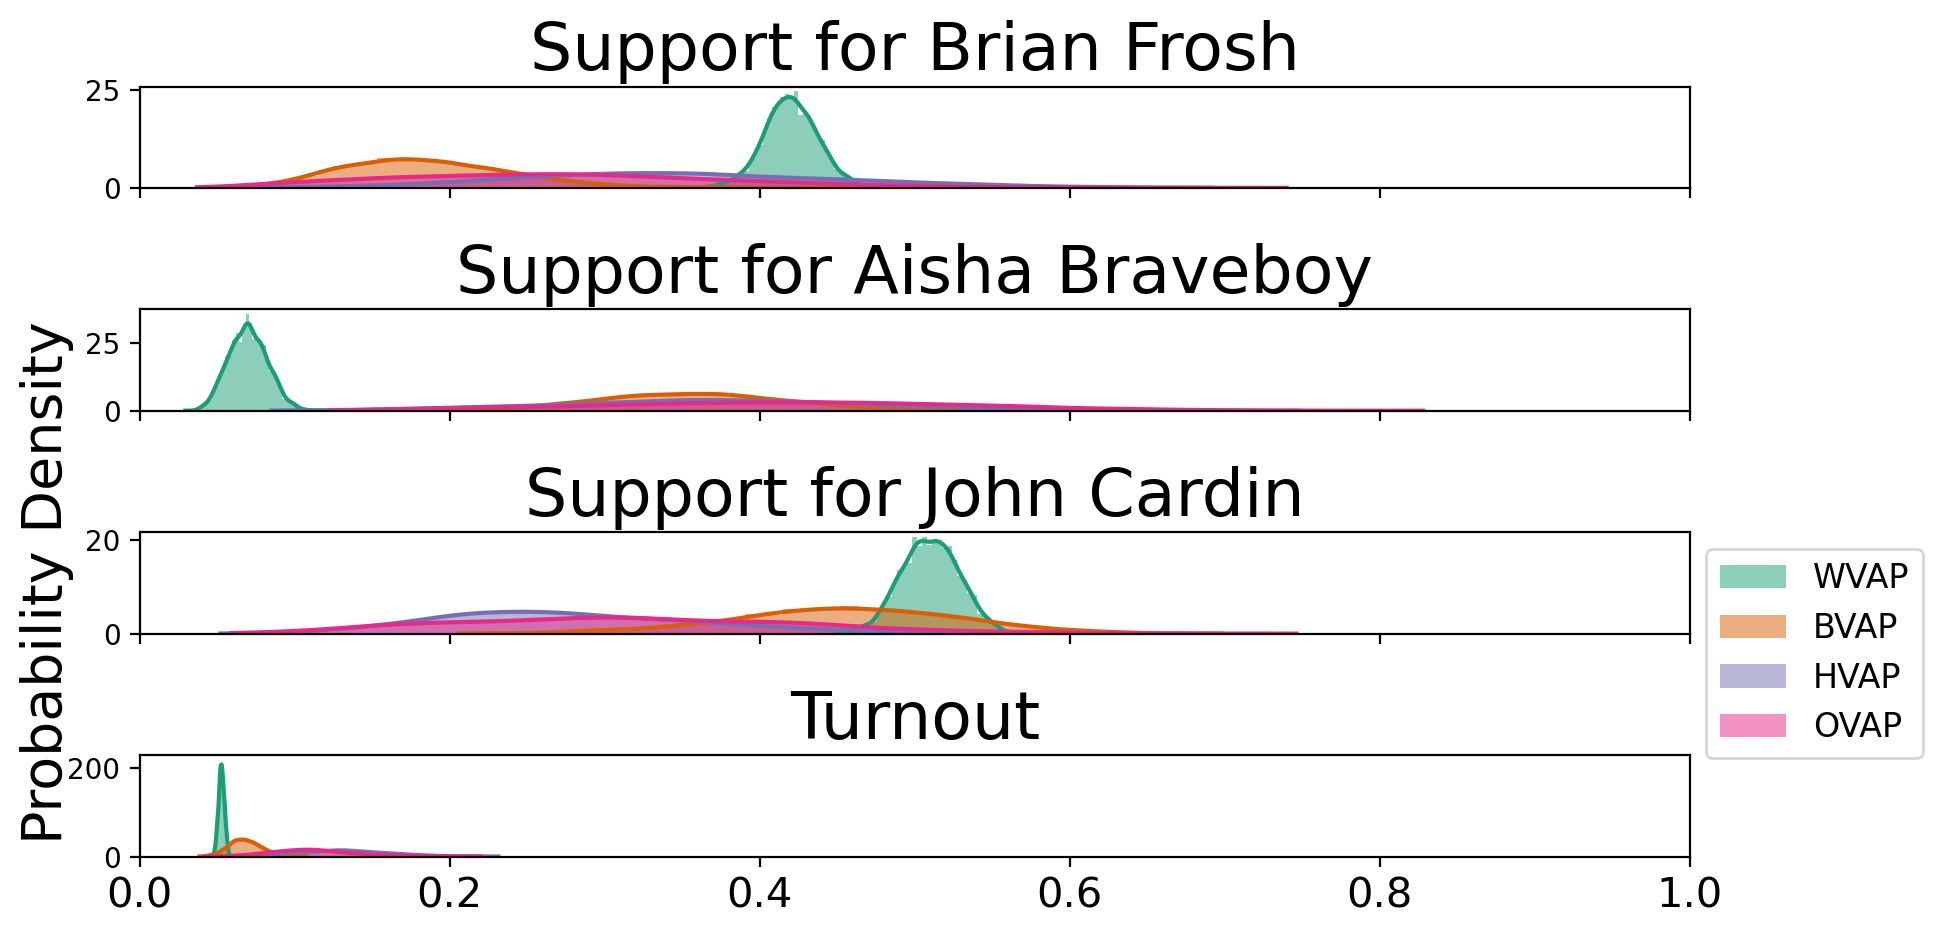 Support for Brian Frosh
25
0
Support for Aisha Braveboy
25
0
Support for John Cardin
20
0
Turnout
200
0
0.0 0.2 0.4 0.6 0.8 1.0
Probability Density
WVAP
BVAP
HVAP
OVAP